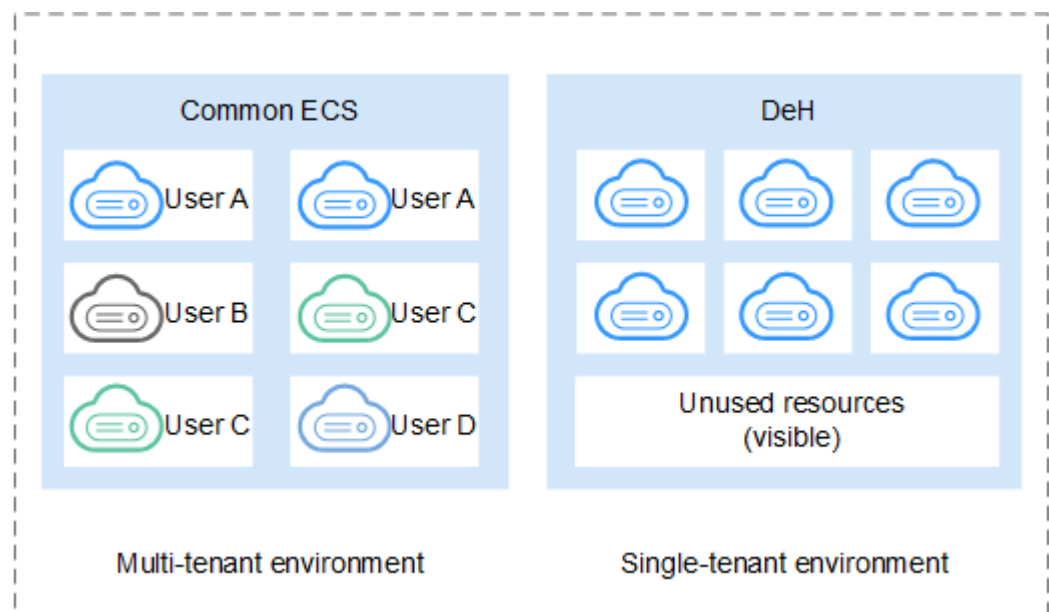 Common ECS
User A
User A
User B
User C
User C
User D
Multi-tenant environment
DeH
Unused resources
(visible)
Single-tenant environment